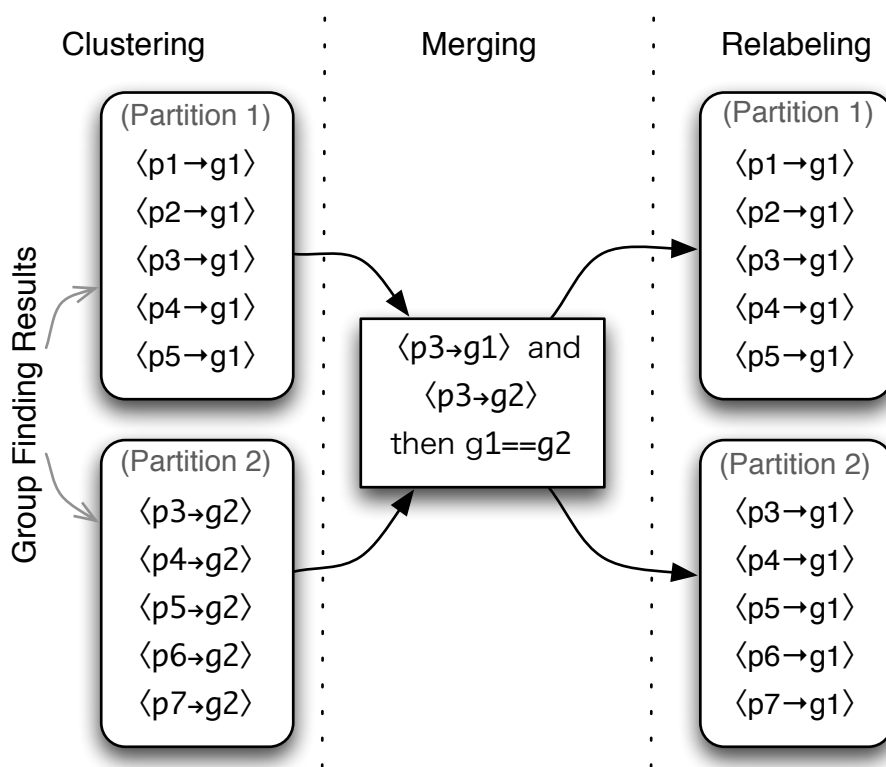 Clustering
Merging
Relabeling
Group Finding Results
(Partition 1)
〈p1→g1〉
〈p2→g1〉
〈p3→g1〉
〈p4→g1〉
〈p5→g1〉
(Partition 2)
〈p3→g2〉
〈p4→g2〉
〈p5→g2〉
〈p6→g2〉
〈p7→g2〉
〈p3→g1〉 and
〈p3→g2〉
then g1==g2
(Partition 1)
〈p1→g1〉
〈p2→g1〉
〈p3→g1〉
〈p4→g1〉
〈p5→g1〉
(Partition 2)
〈p3→g1〉
〈p4→g1〉
〈p5→g1〉
〈p6→g1〉
〈p7→g1〉